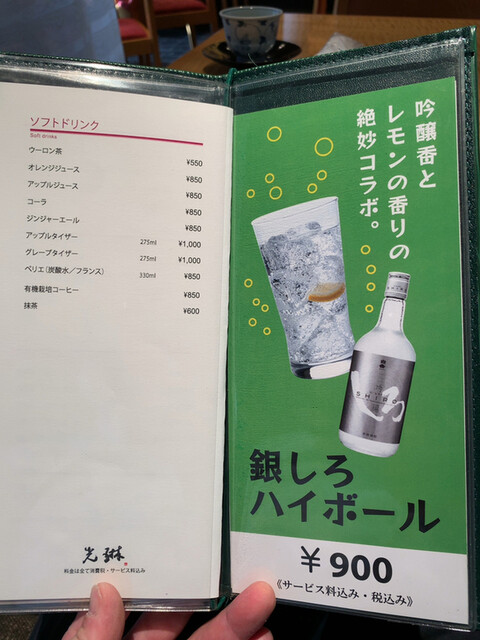 ソフトドリンク
Soft drinks
ウーロン茶 ¥550
オレンジジュース ¥850
アップルジュース ¥850
コーラ ¥850
ジンジャーエール ¥850
アップルタイザー 275ml ¥1,000
グレープタイザー 275ml ¥1,000
ペリエ（炭酸水／フランス） 330ml ¥850
有機栽培コーヒー ¥850
抹茶 ¥600
光琳
料金は全て消費税・サービス料込み
吟醸香と
レモンの香りの
絶妙コラボ。
しろ
SHIRO
銀しろ
ハイボール
¥900
《サービス料込み・税込み》